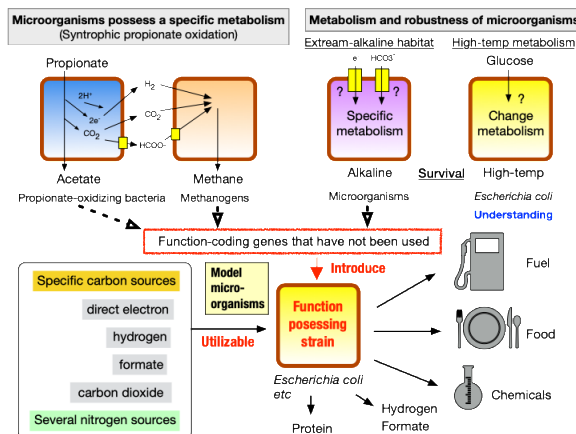 Microorganisms possess a specific metabolism
(Syntrophic propionate oxidation)
Metabolism and robustness of microorganisms
Extream-alkaline habitat
High-temp metabolism
Propionate
2H⁺
2e⁻
CO₂
H₂
CO₂
HCOO⁻
Acetate
Methane
Propionate-oxidizing bacteria
Methanogens
e
HCO3⁻
?
?
Specific
metabolism
Alkaline
Survival
Microorganisms
Glucose
?
Change
metabolism
High-temp
Escherichia coli
Understanding
Function-coding genes that have not been used
Introduce
Specific carbon sources
direct electron
hydrogen
formate
carbon dioxide
Several nitrogen sources
Model
micro-
organisms
Utilizable
Function
posessing
strain
Escherichia coli
etc
Protein
Hydrogen
Formate
Fuel
Food
Chemicals